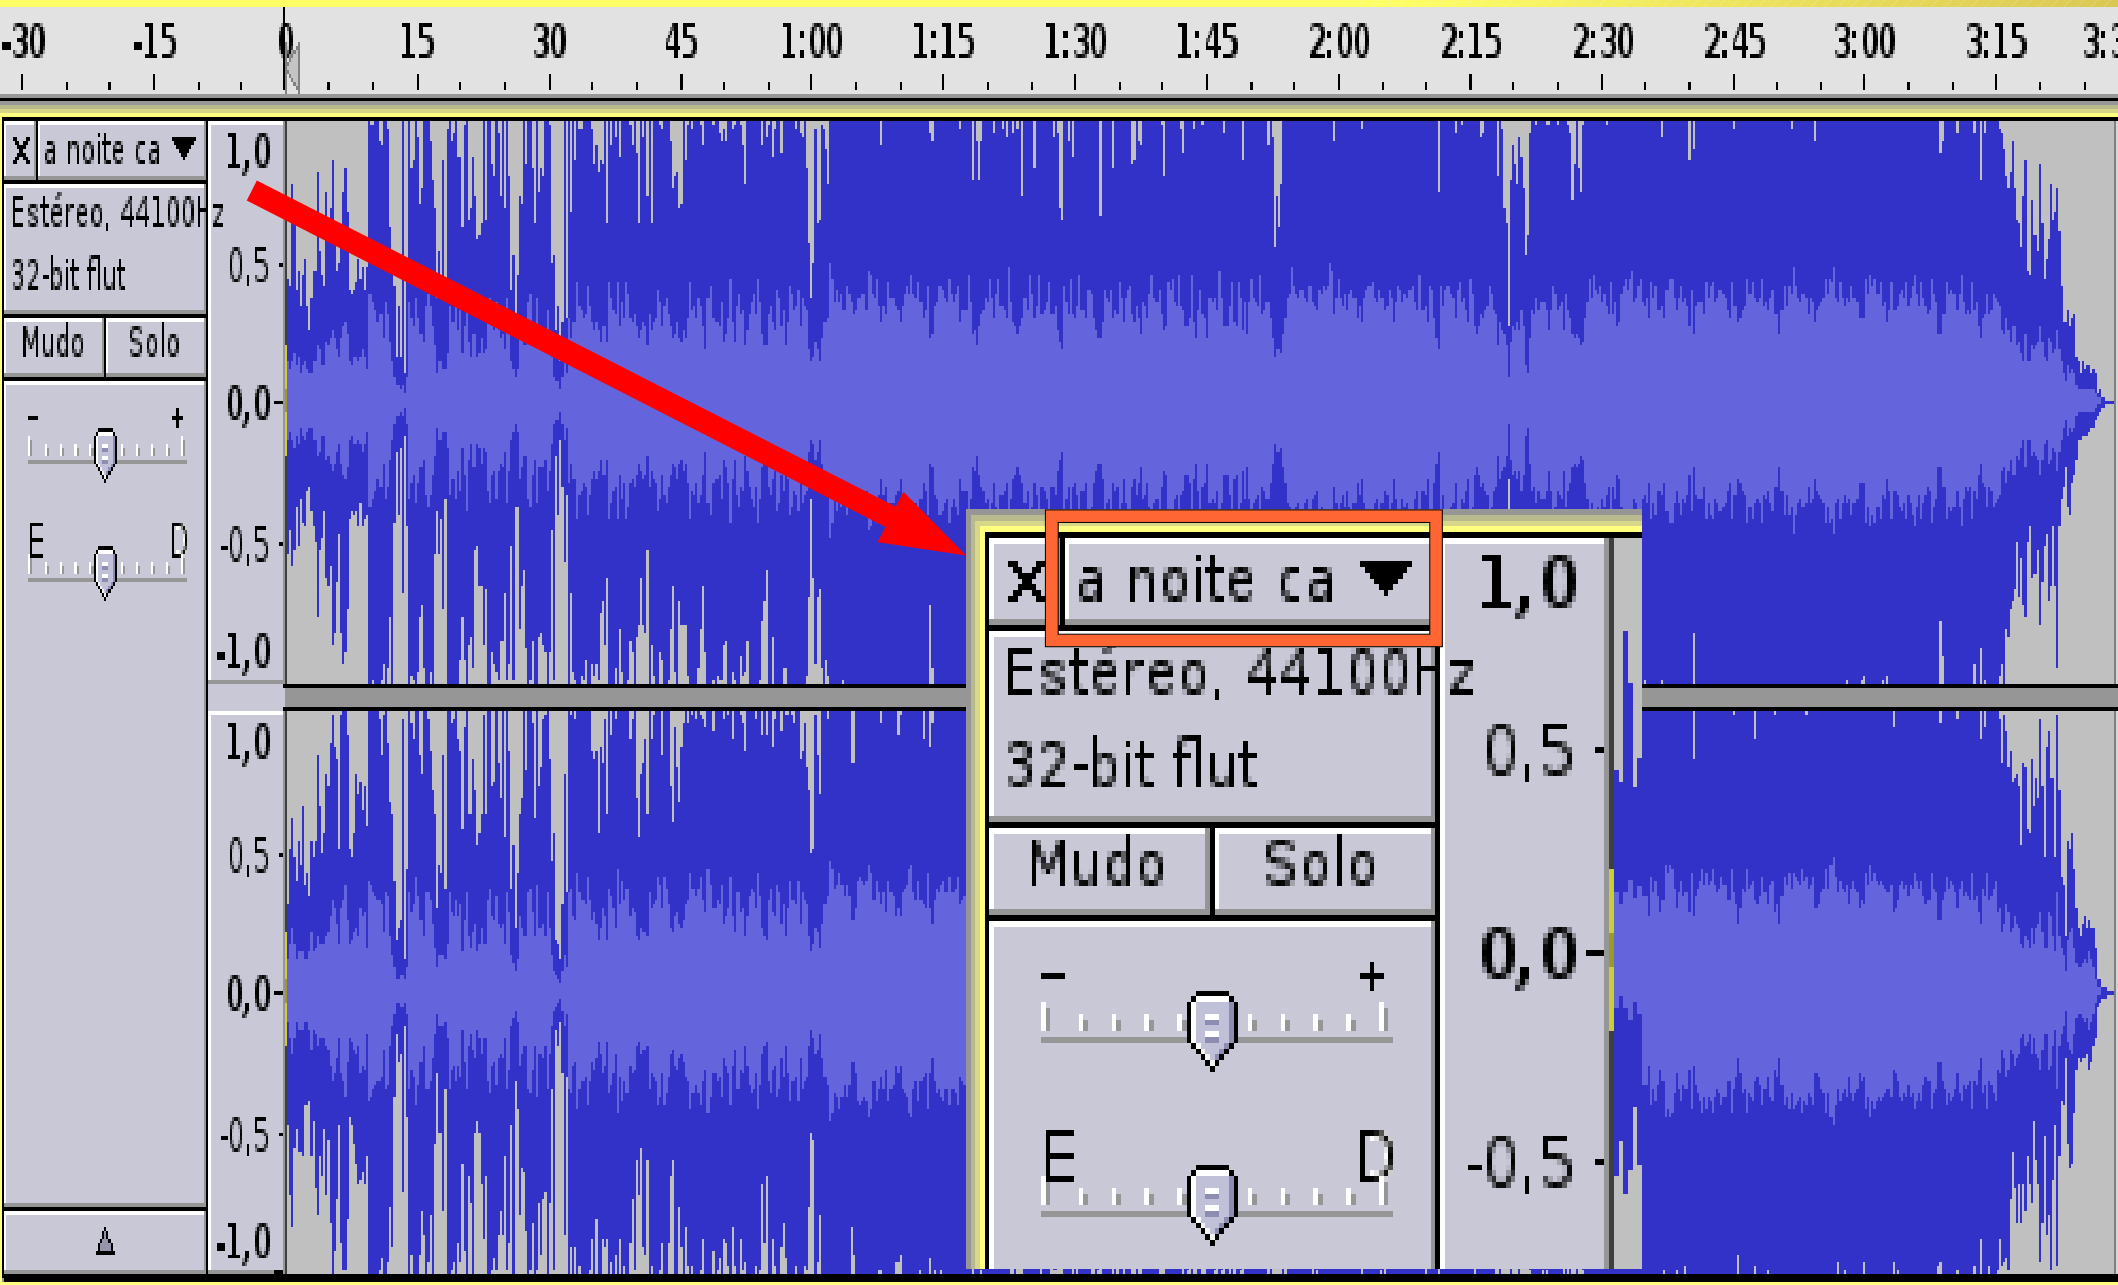 -30 -15 0 15 30 45 1:00 1:15 1:30 1:45 2:00 2:15 2:30 2:45 3:00 3:15
X a noite ca
Estéreo, 44100Hz
32-bit flut
Mudo Solo
- +
E D
1,0
0,5
0,0
-0,5
-1,0
1,0
0,5
0,0
-0,5
-1,0
X a noite ca
Estéreo, 44100Hz
32-bit flut
Mudo Solo
- +
E D
1,0
0,5
0,0
-0,5